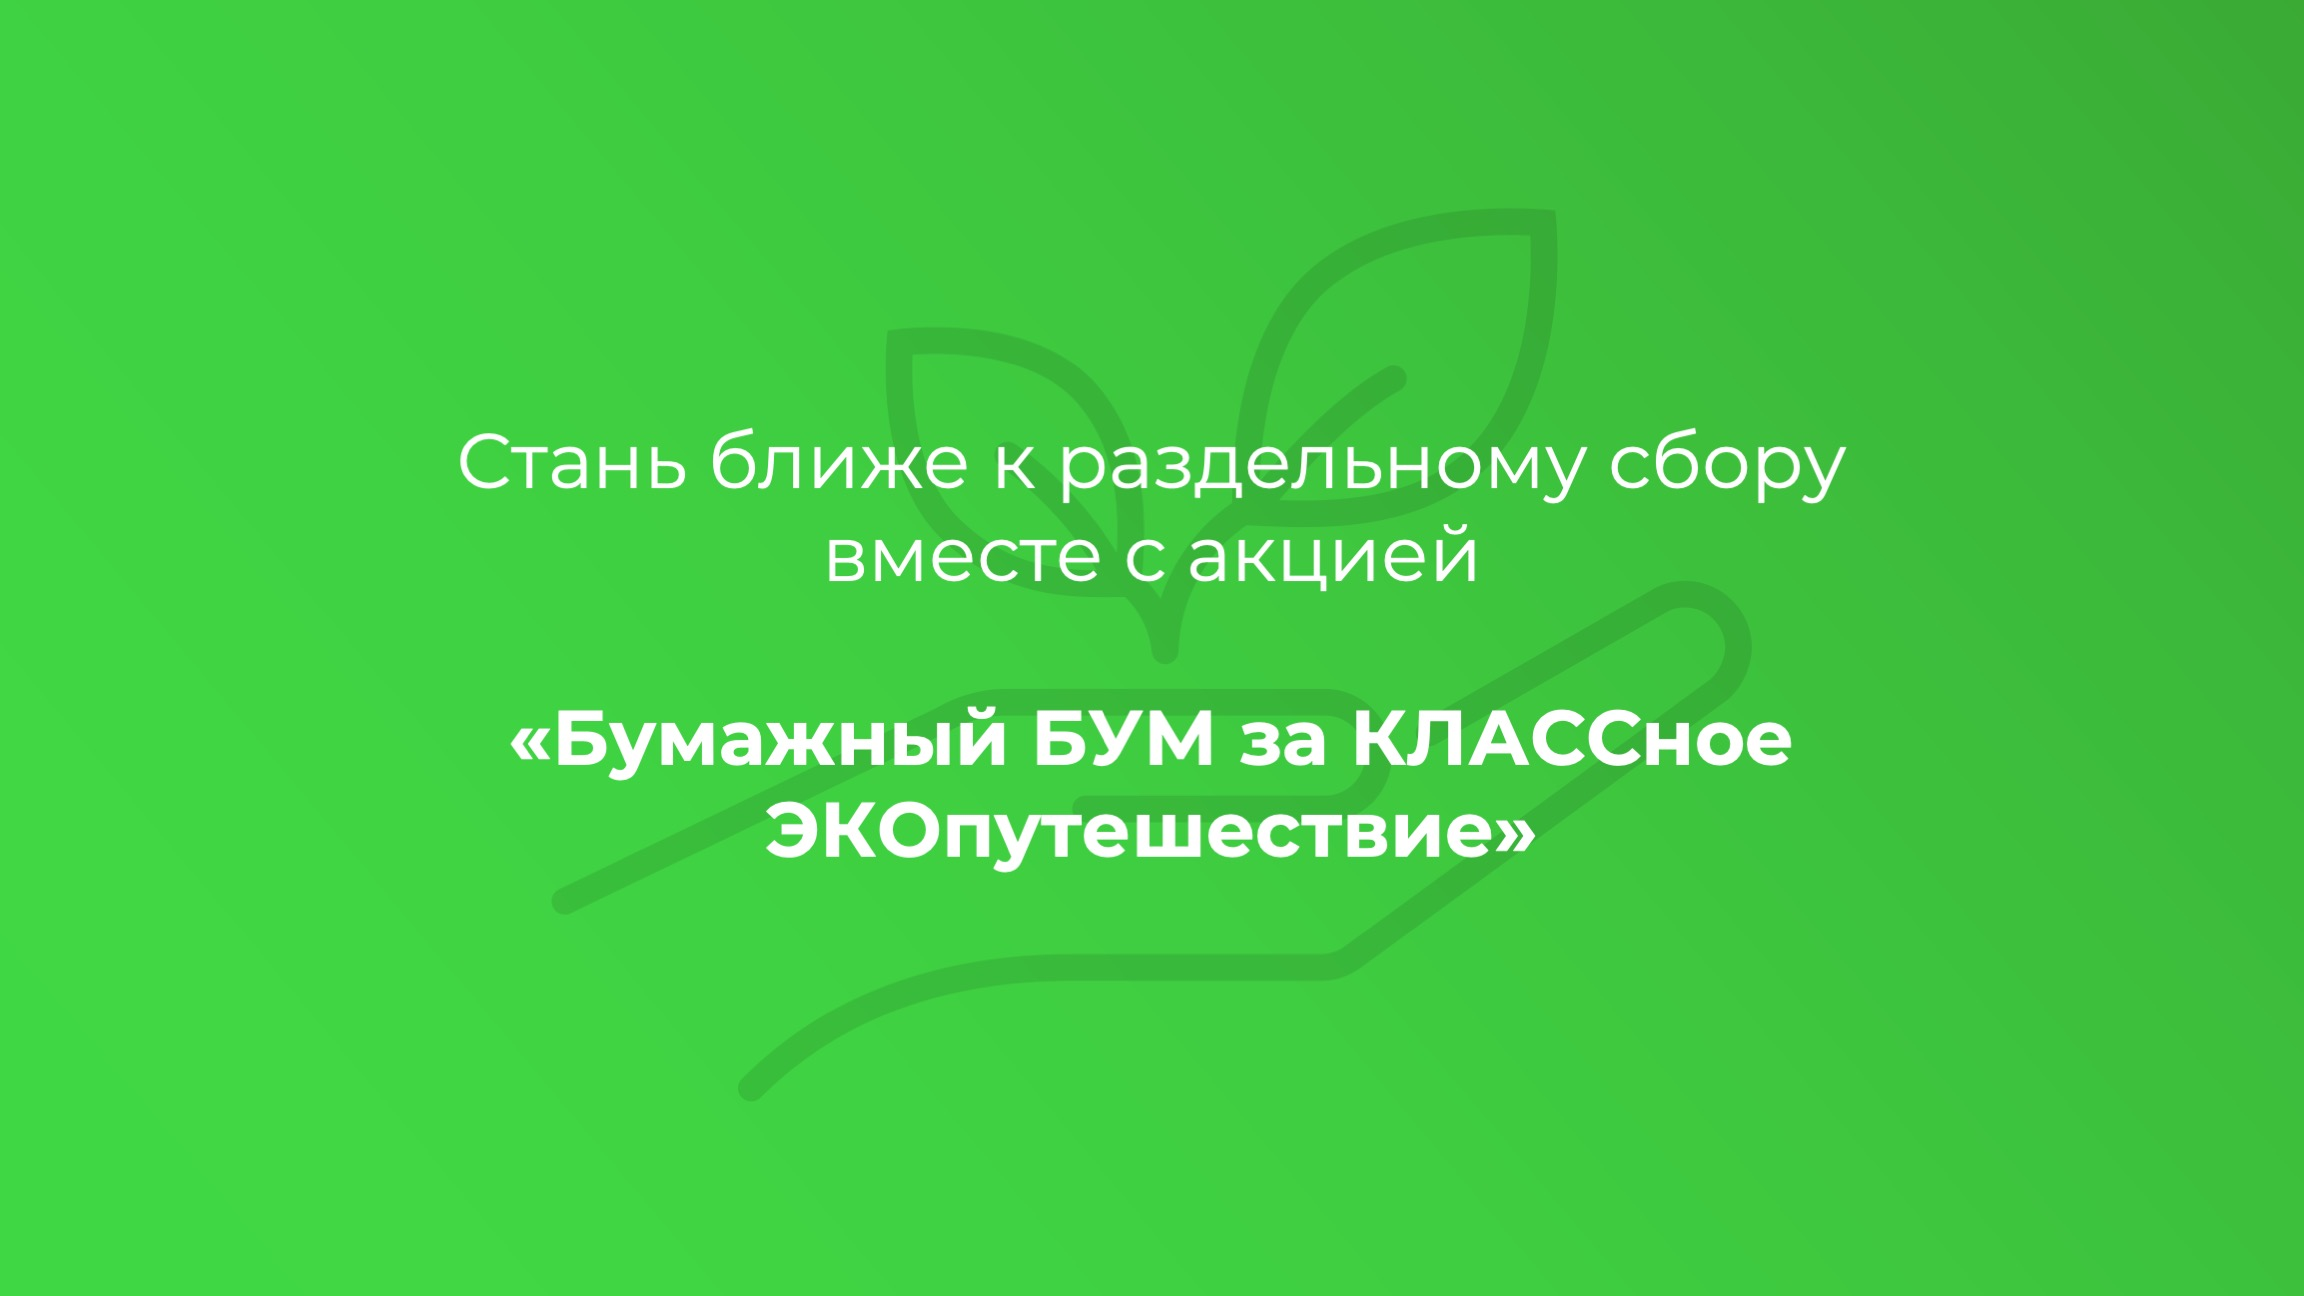 Стань ближе к раздельному сбору
вместе с акцией
«Бумажный БУМ за КЛАССное
ЭКОпутешествие»